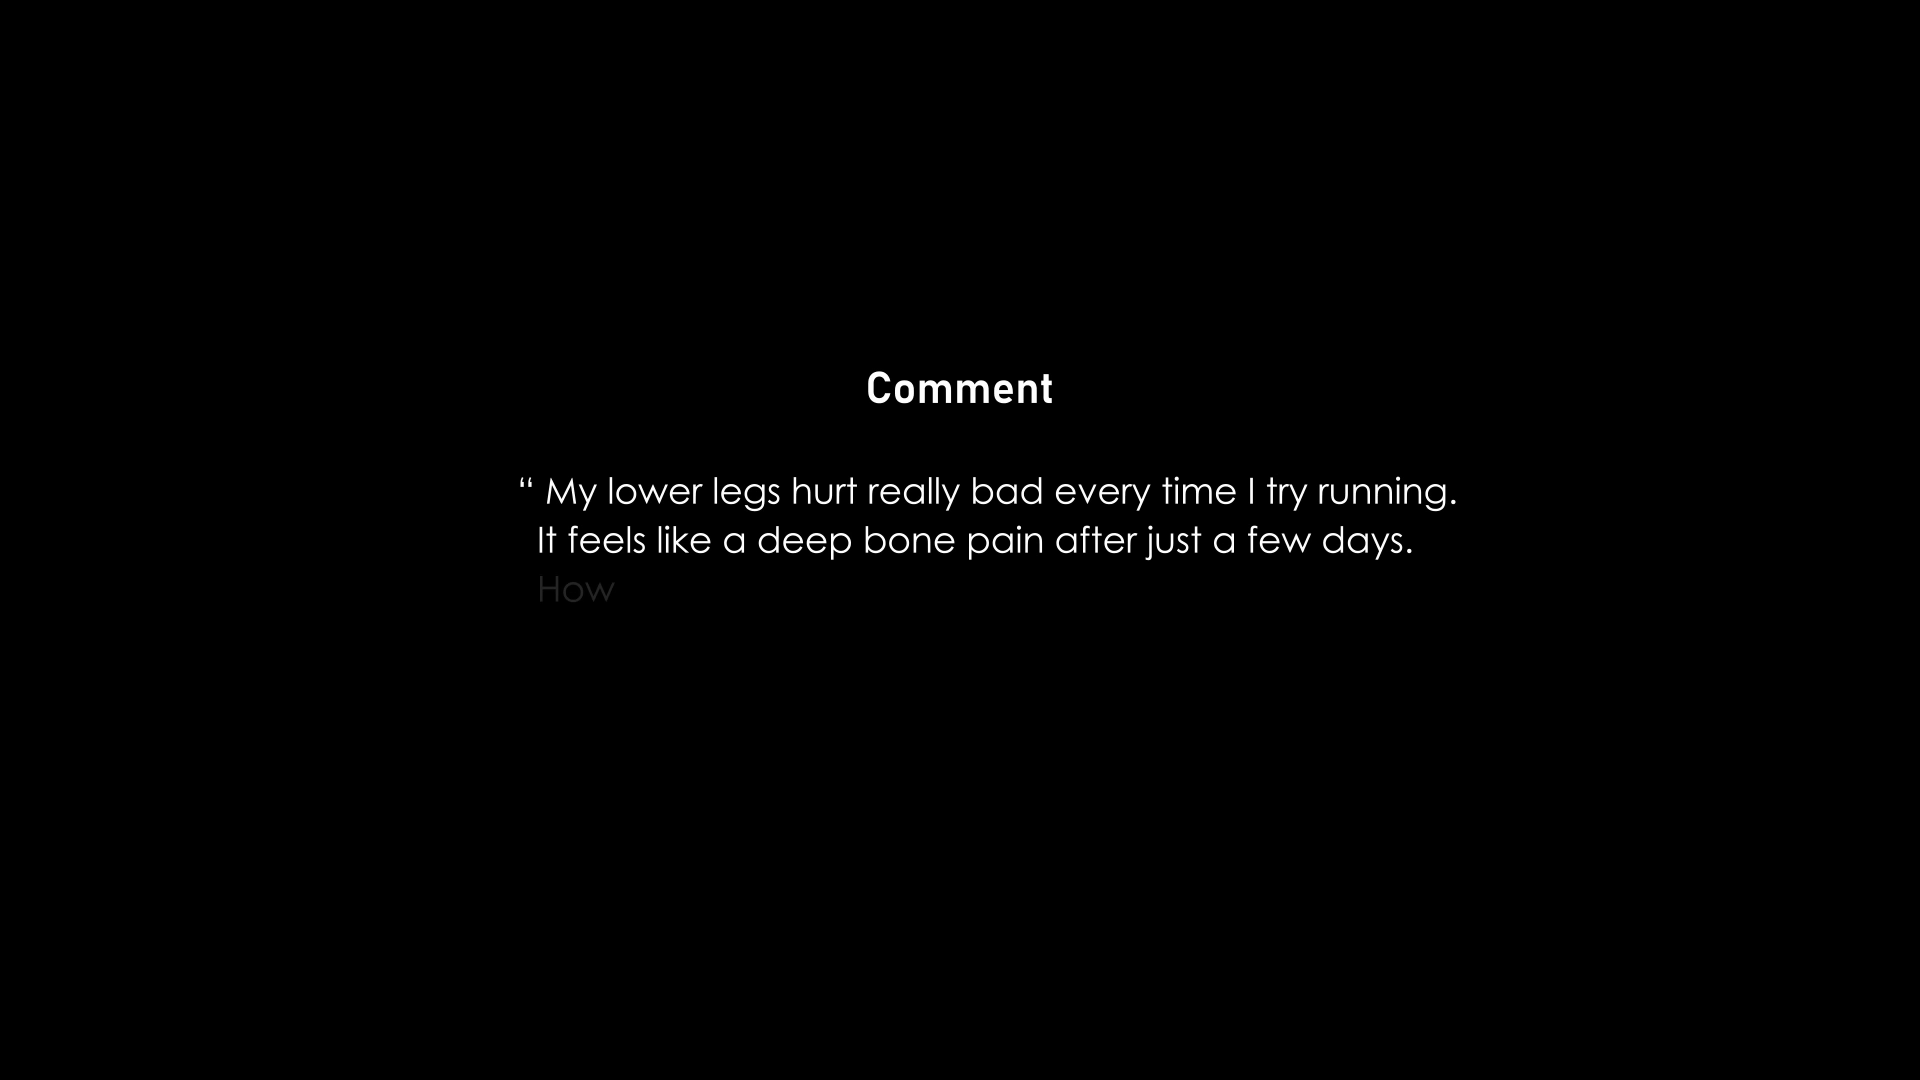 Comment
“ My lower legs hurt really bad every time I try running.
It feels like a deep bone pain after just a few days.
How